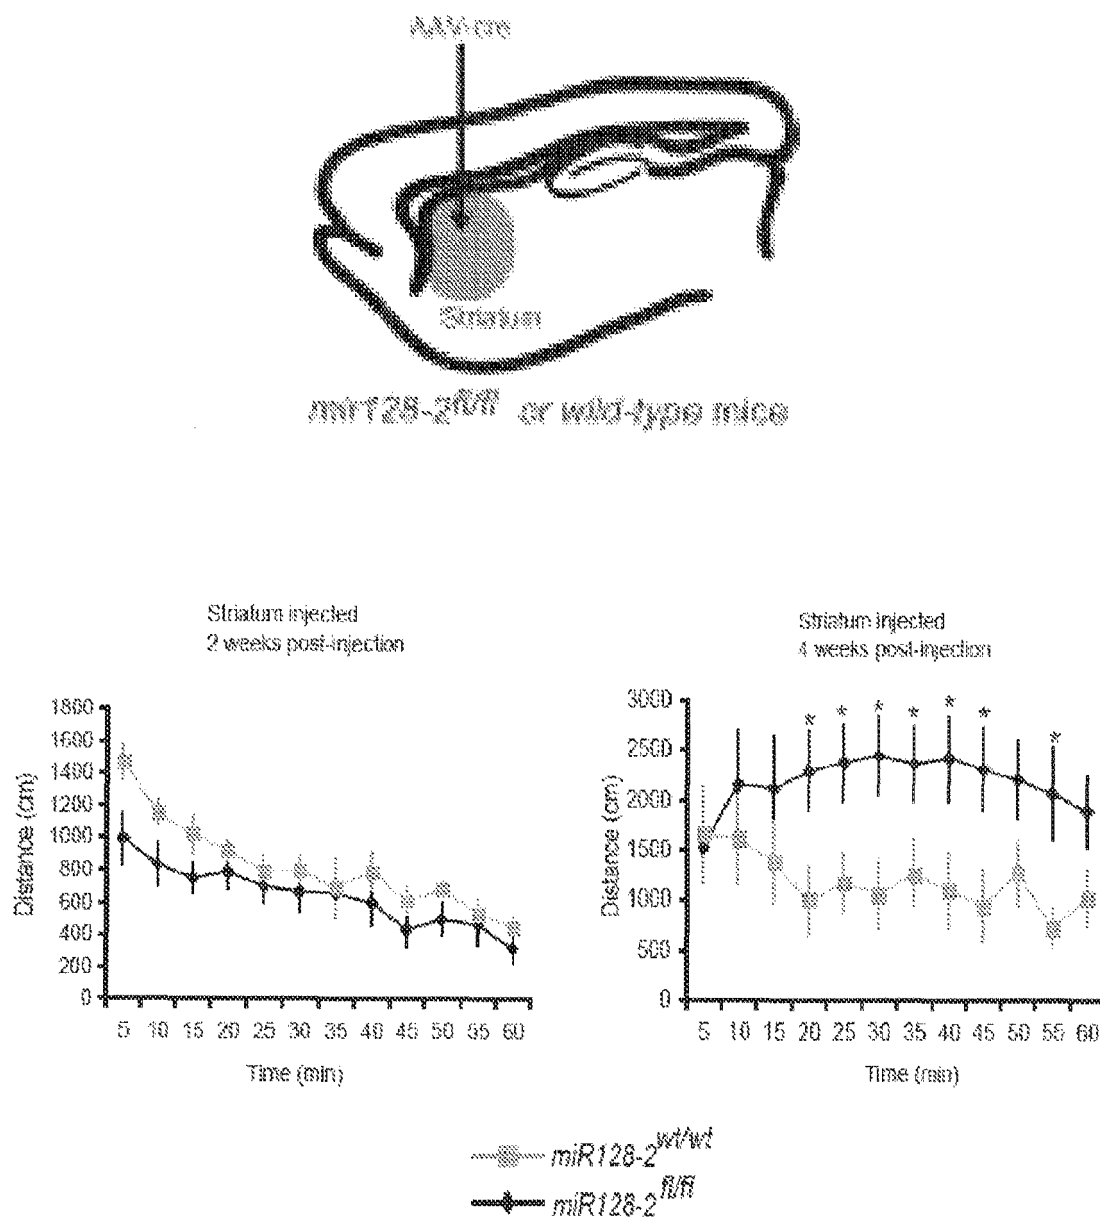 AAV-cre
Striatum
mir128-2fl/fl or wild-type mice
Striatum injected
2 weeks post-injection
Distance (cm)
1800
1600
1400
1200
1000
800
600
400
200
0
5 10 15 20 25 30 35 40 45 50 55 60
Time (min)
Striatum injected
4 weeks post-injection
Distance (cm)
3000
2500
2000
1500
1000
500
0
* * * * * * *
5 10 15 20 25 30 35 40 45 50 55 60
Time (min)
miR128-2wt/wt
miR128-2fl/fl